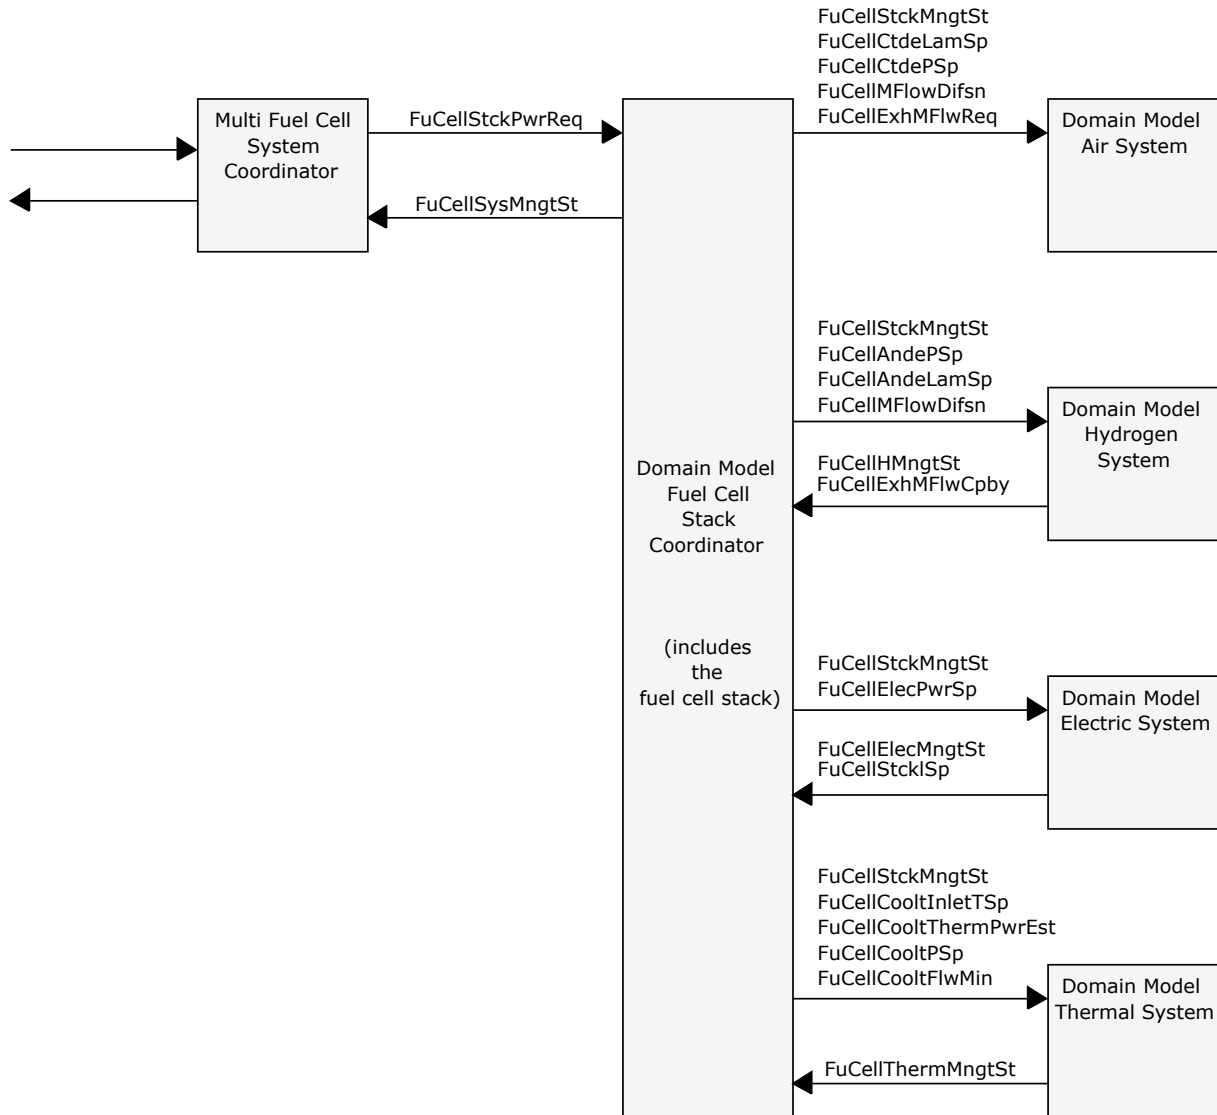 FuCellStckMngtSt
FuCellCtdeLamSp
FuCellCtdePSp
FuCellMFlowDifsn
FuCellExhMFlwReq
Multi Fuel Cell
System
Coordinator
FuCellStckPwrReq
FuCellSysMngtSt
Domain Model
Air System
FuCellStckMngtSt
FuCellAndePSp
FuCellAndeLamSp
FuCellMFlowDifsn
Domain Model
Hydrogen
System
FuCellHMngtSt
FuCellExhMFlwCpby
Domain Model
Fuel Cell
Stack
Coordinator
(includes
the
fuel cell stack)
FuCellStckMngtSt
FuCellElecPwrSp
Domain Model
Electric System
FuCellElecMngtSt
FuCellStcklSp
FuCellStckMngtSt
FuCellCooltInletTSp
FuCellCooltThermPwrEst
FuCellCooltPSp
FuCellCooltFlwMin
Domain Model
Thermal System
FuCellThermMngtSt